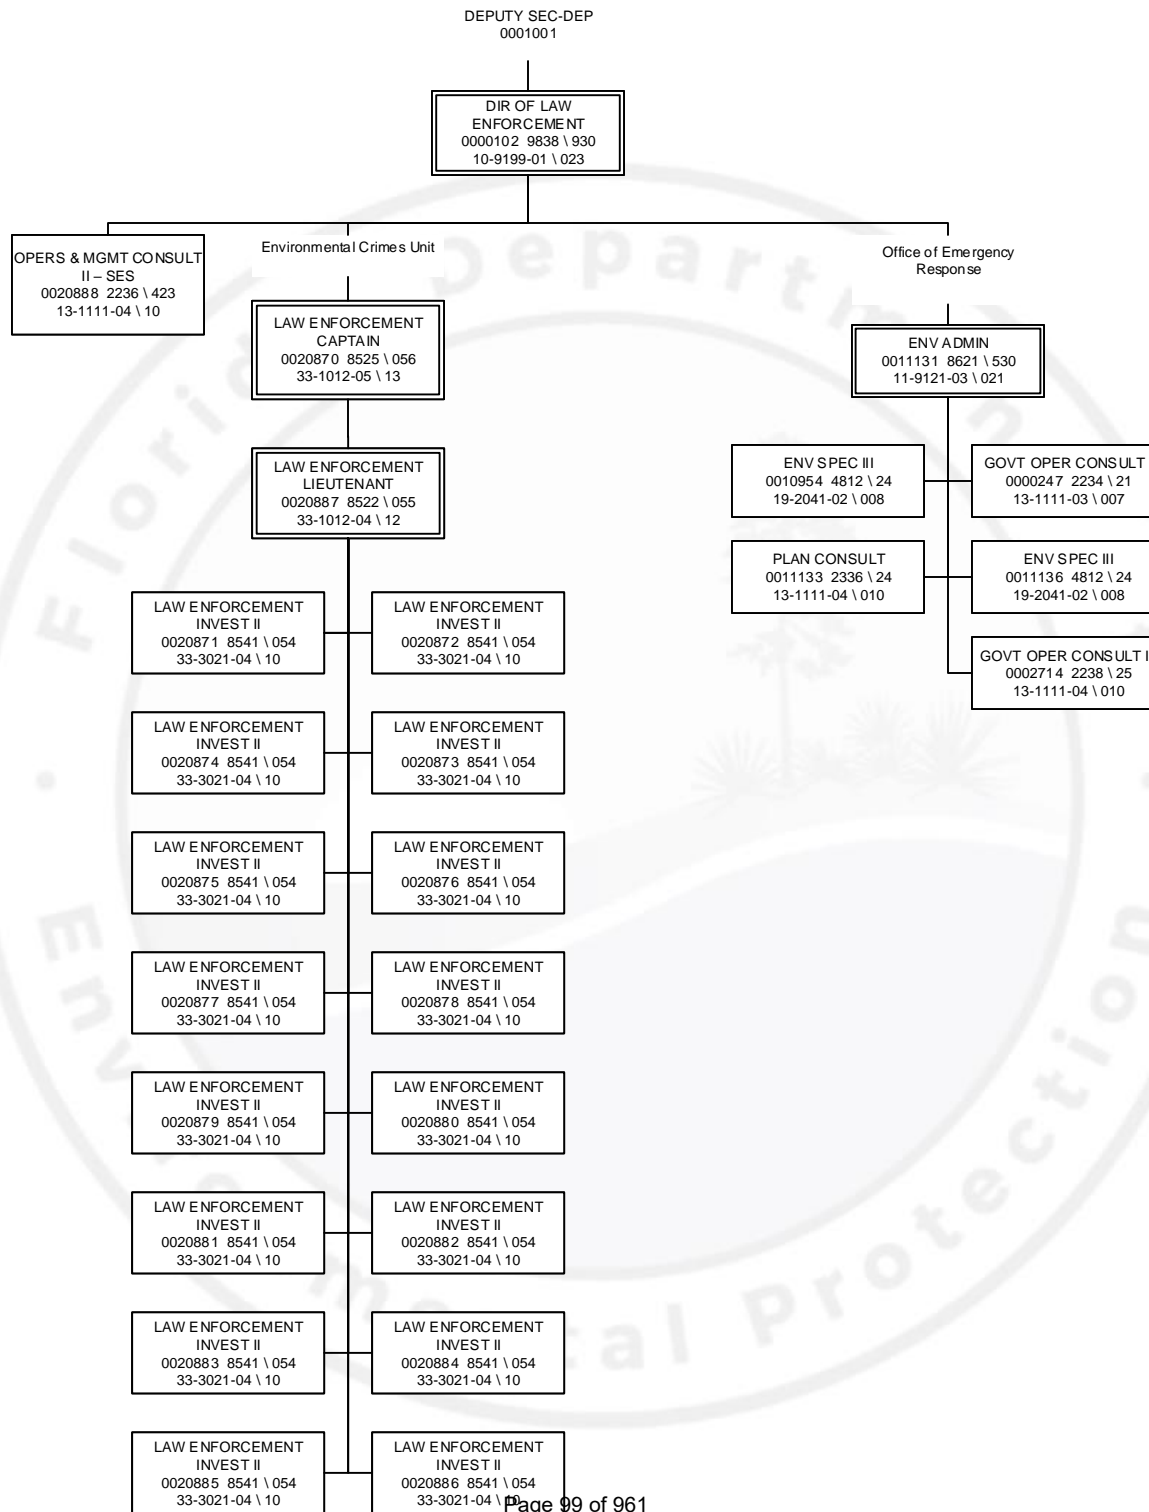 DEPUTY SEC-DEP
0001001
DIR OF LAW
ENFORCEMENT
0000102 9838 \ 930
10-9199-01 \ 023
OPERS & MGMT CONSULT
II – SES
0020888 2236 \ 423
13-1111-04 \ 10
Environmental Crimes Unit
Office of Emergency
Response
LAW ENFORCEMENT
CAPTAIN
0020870 8525 \ 056
33-1012-05 \ 13
ENV ADMIN
0011131 8621 \ 530
11-9121-03 \ 021
LAW ENFORCEMENT
LIEUTENANT
0020887 8522 \ 055
33-1012-04 \ 12
ENV SPEC III
0010954 4812 \ 24
19-2041-02 \ 008
GOVT OPER CONSULT
0000247 2234 \ 21
13-1111-03 \ 007
PLAN CONSULT
0011133 2336 \ 24
13-1111-04 \ 010
ENV SPEC III
0011136 4812 \ 24
19-2041-02 \ 008
GOVT OPER CONSULT I
0002714 2238 \ 25
13-1111-04 \ 010
LAW ENFORCEMENT
INVEST II
0020871 8541 \ 054
33-3021-04 \ 10
LAW ENFORCEMENT
INVEST II
0020872 8541 \ 054
33-3021-04 \ 10
LAW ENFORCEMENT
INVEST II
0020874 8541 \ 054
33-3021-04 \ 10
LAW ENFORCEMENT
INVEST II
0020873 8541 \ 054
33-3021-04 \ 10
LAW ENFORCEMENT
INVEST II
0020875 8541 \ 054
33-3021-04 \ 10
LAW ENFORCEMENT
INVEST II
0020876 8541 \ 054
33-3021-04 \ 10
LAW ENFORCEMENT
INVEST II
0020877 8541 \ 054
33-3021-04 \ 10
LAW ENFORCEMENT
INVEST II
0020878 8541 \ 054
33-3021-04 \ 10
LAW ENFORCEMENT
INVEST II
0020879 8541 \ 054
33-3021-04 \ 10
LAW ENFORCEMENT
INVEST II
0020880 8541 \ 054
33-3021-04 \ 10
LAW ENFORCEMENT
INVEST II
0020881 8541 \ 054
33-3021-04 \ 10
LAW ENFORCEMENT
INVEST II
0020882 8541 \ 054
33-3021-04 \ 10
LAW ENFORCEMENT
INVEST II
0020883 8541 \ 054
33-3021-04 \ 10
LAW ENFORCEMENT
INVEST II
0020884 8541 \ 054
33-3021-04 \ 10
LAW ENFORCEMENT
INVEST II
0020885 8541 \ 054
33-3021-04 \ 10
LAW ENFORCEMENT
INVEST II
0020886 8541 \ 054
33-3021-04 \ 10
Page 99 of 961